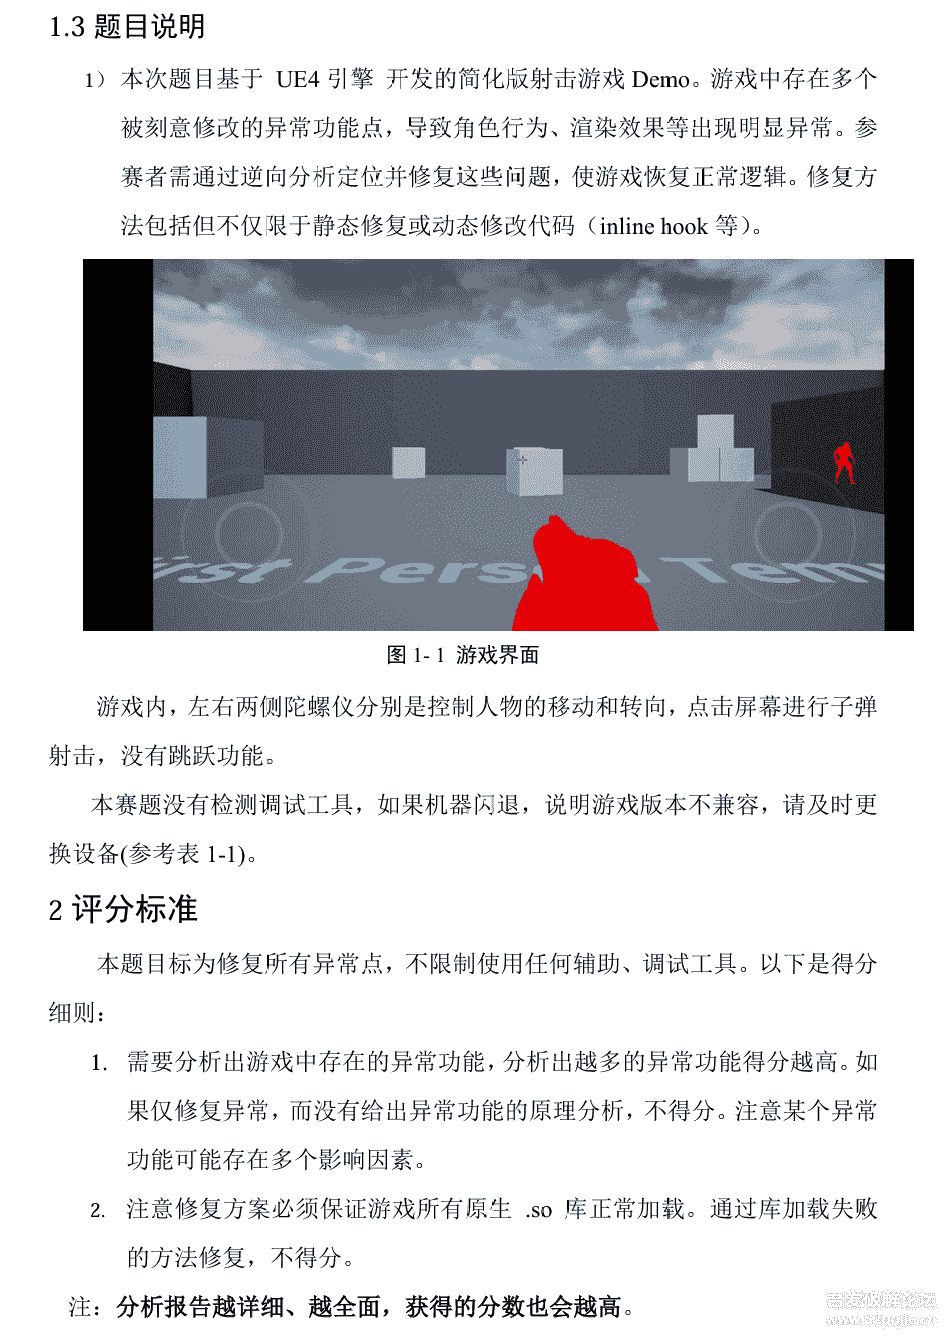 1.3 题目说明
1） 本次题目基于 UE4 引擎 开发的简化版射击游戏 Demo。游戏中存在多个
被刻意修改的异常功能点，导致角色行为、渲染效果等出现明显异常。参
赛者需通过逆向分析定位并修复这些问题，使游戏恢复正常逻辑。修复方
法包括但不仅限于静态修复或动态修改代码（inline hook 等）。
irst Perso Tem
图 1- 1 游戏界面
游戏内，左右两侧陀螺仪分别是控制人物的移动和转向，点击屏幕进行子弹
射击，没有跳跃功能。
本赛题没有检测调试工具，如果机器闪退，说明游戏版本不兼容，请及时更
换设备(参考表 1-1)。
2 评分标准
本题目标为修复所有异常点，不限制使用任何辅助、调试工具。以下是得分
细则：
1. 需要分析出游戏中存在的异常功能，分析出越多的异常功能得分越高。如
果仅修复异常，而没有给出异常功能的原理分析，不得分。注意某个异常
功能可能存在多个影响因素。
2. 注意修复方案必须保证游戏所有原生 .so 库正常加载。通过库加载失败
的方法修复，不得分。
注：分析报告越详细、越全面，获得的分数也会越高。
吾爱破解论坛
www.52pojie.cn